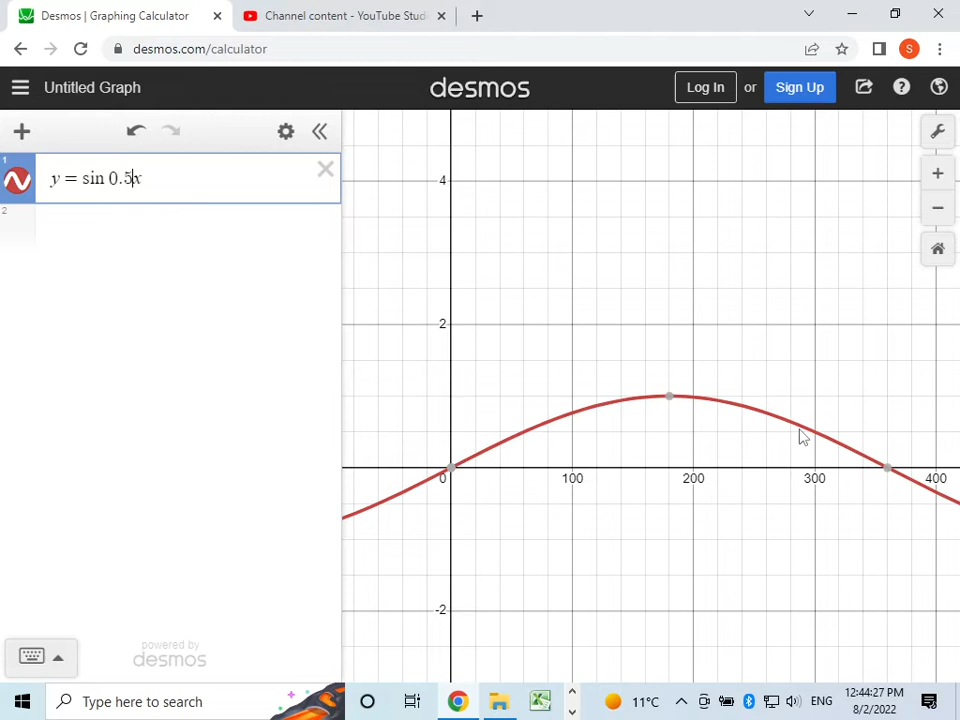 Desmos | Graphing Calculator
Channel content - YouTube Stud
desmos.com/calculator
S
Untitled Graph
desmos
Log In
or
Sign Up
1
y = sin 0.5x
2
4
2
0
100
200
300
400
-2
powered by
desmos
Type here to search
11°C
ENG
12:44:27 PM
8/2/2022